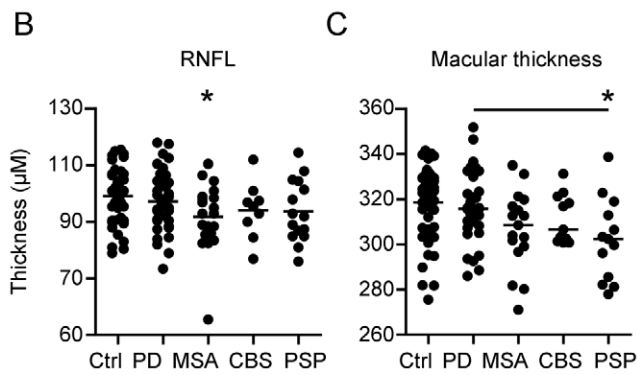 B
RNFL
*
Thickness (µM)
130
110
90
70
60
Ctrl PD MSA CBS PSP
C
Macular thickness
*
360
340
320
300
280
260
Ctrl PD MSA CBS PSP